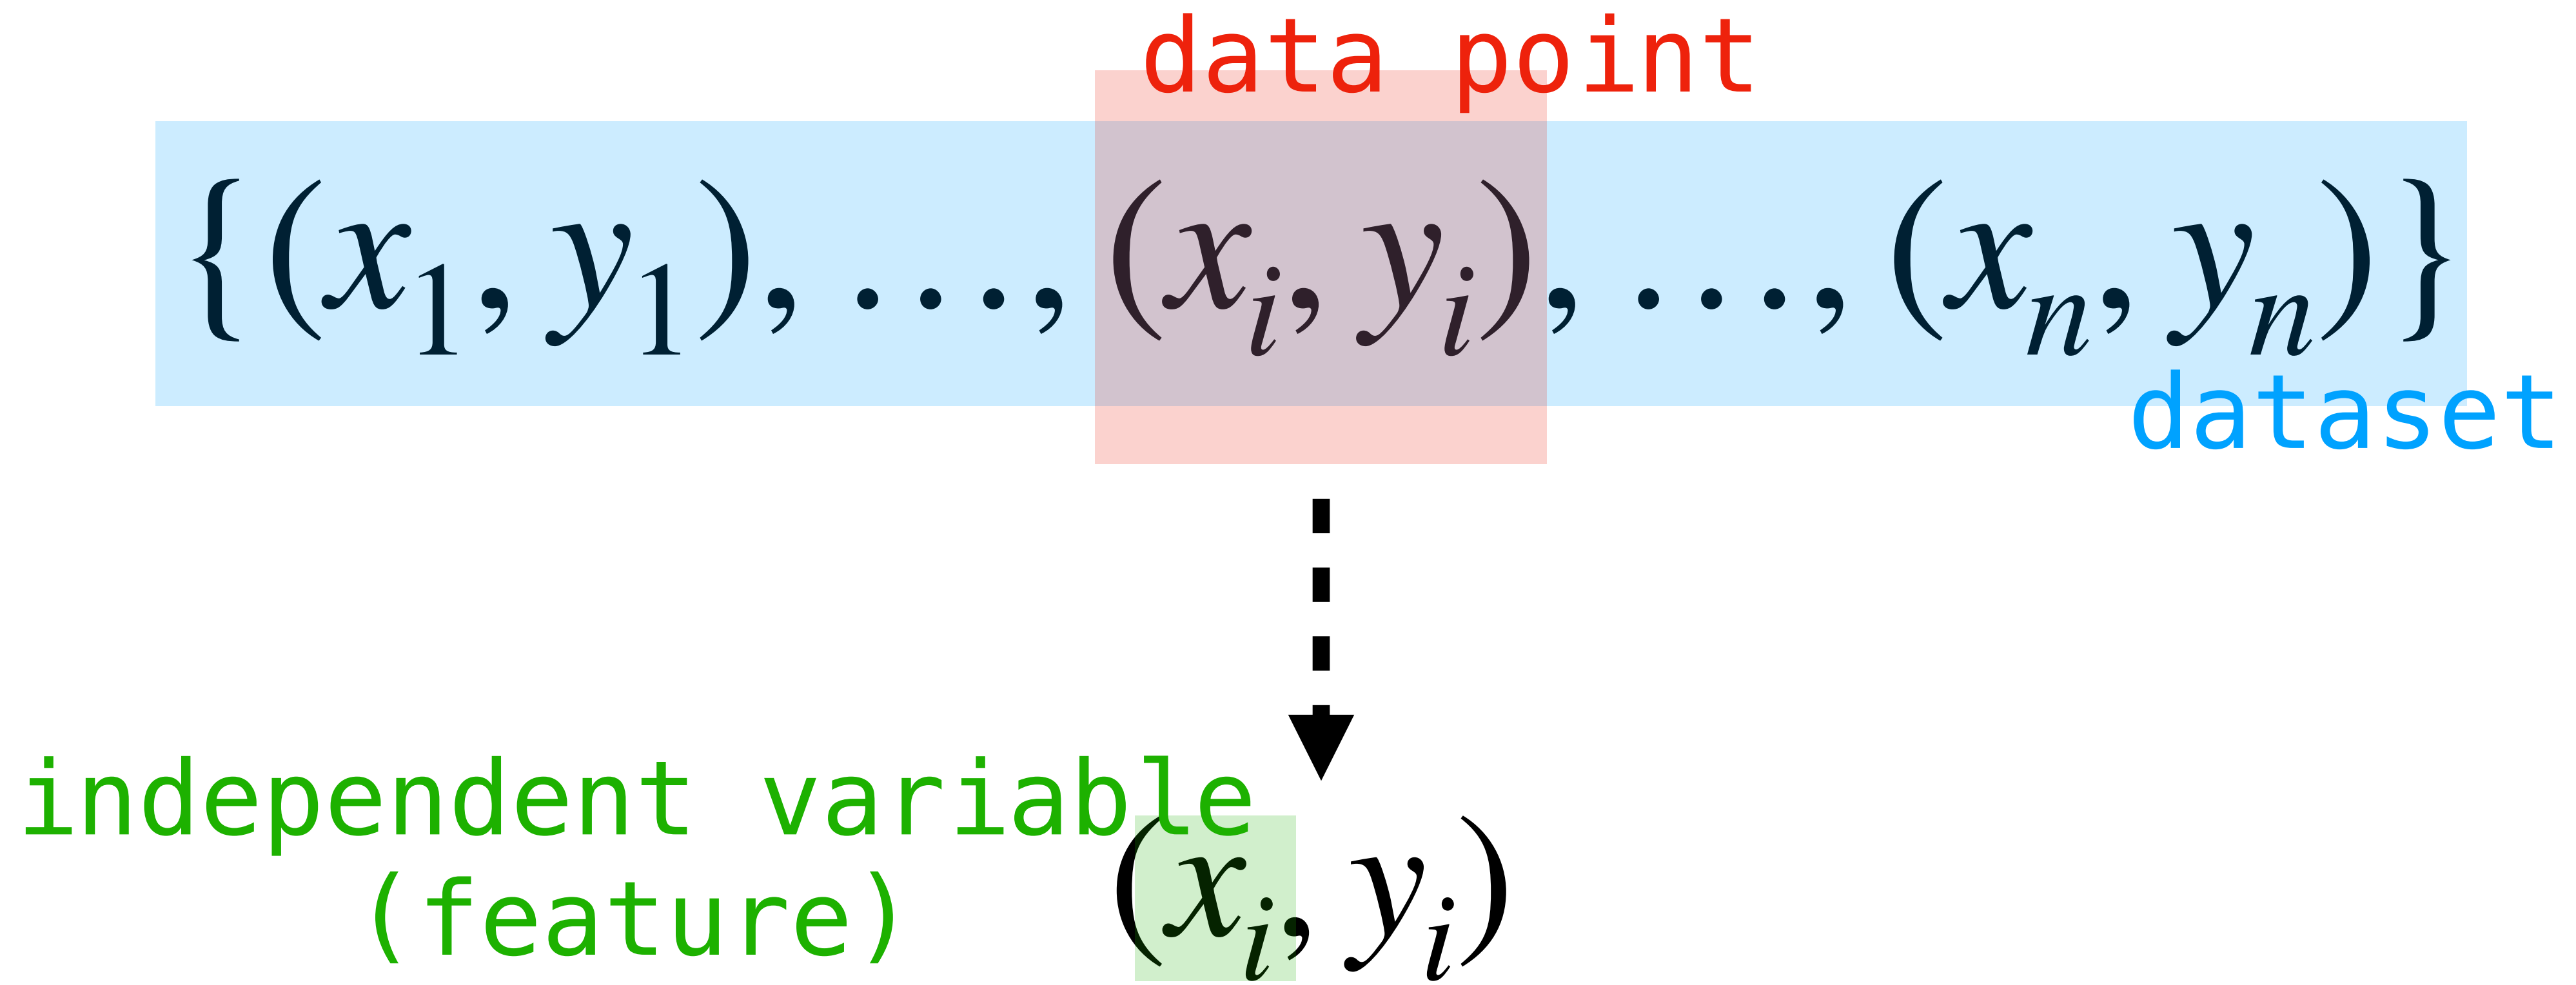 data point
{(x₁, y₁), …, (xᵢ, yᵢ), …, (xₙ, yₙ)}
dataset
independent variable
(feature)
(xᵢ, yᵢ)